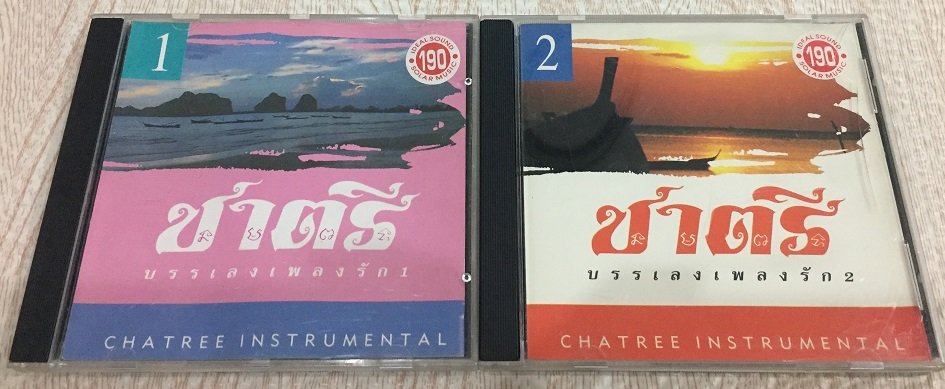 1
IDEAL SOUND
190
SOLAR MUSIC
ชาตรี
บรรเลงเพลงรัก 1
CHATREE INSTRUMENTAL
2
IDEAL SOUND
190
SOLAR MUSIC
ชาตรี
บรรเลงเพลงรัก 2
CHATREE INSTRUMENTAL